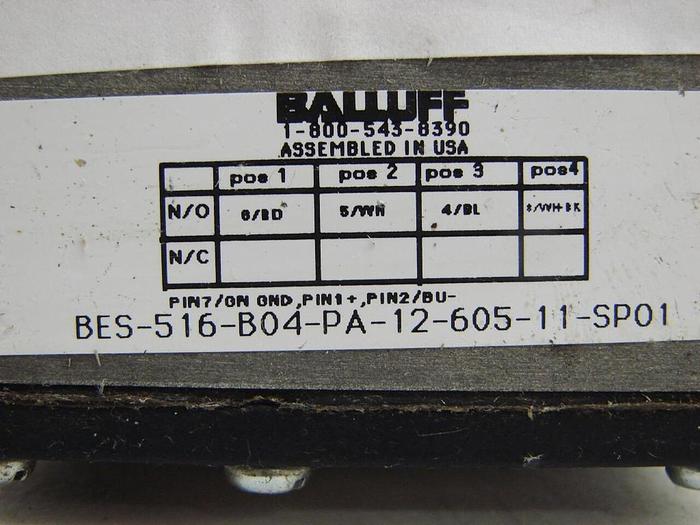 BALLUFF
1-800-543-8390
ASSEMBLED IN USA
pos 1 pos 2 pos 3 pos4
N/O 6/BD 5/WH 4/BL
N/C
PIN7/GN GND,PIN1+,PIN2/BU-
BES-516-B04-PA-12-605-11-SP01